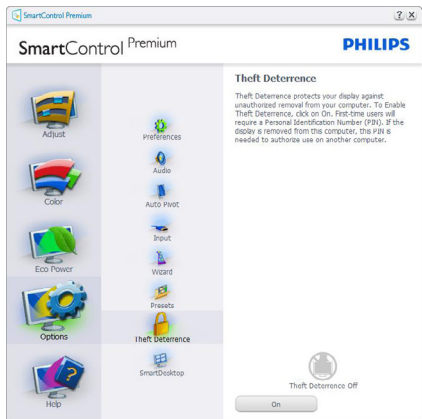 SmartControl Premium
SmartControl Premium
PHILIPS
Adjust
Color
Eco Power
Options
Help
Preferences
Audio
Auto Pivot
Input
Wizard
Presets
Theft Deterrence
SmartDesktop
Theft Deterrence
Theft Deterrence protects your display against
unauthorized removal from your computer. To Enable
Theft Deterrence, click on On. First-time users will
require a Personal Identification Number (PIN). If the
display is removed from this computer, this PIN is
needed to authorize use on another computer.
Theft Deterrence Off
On